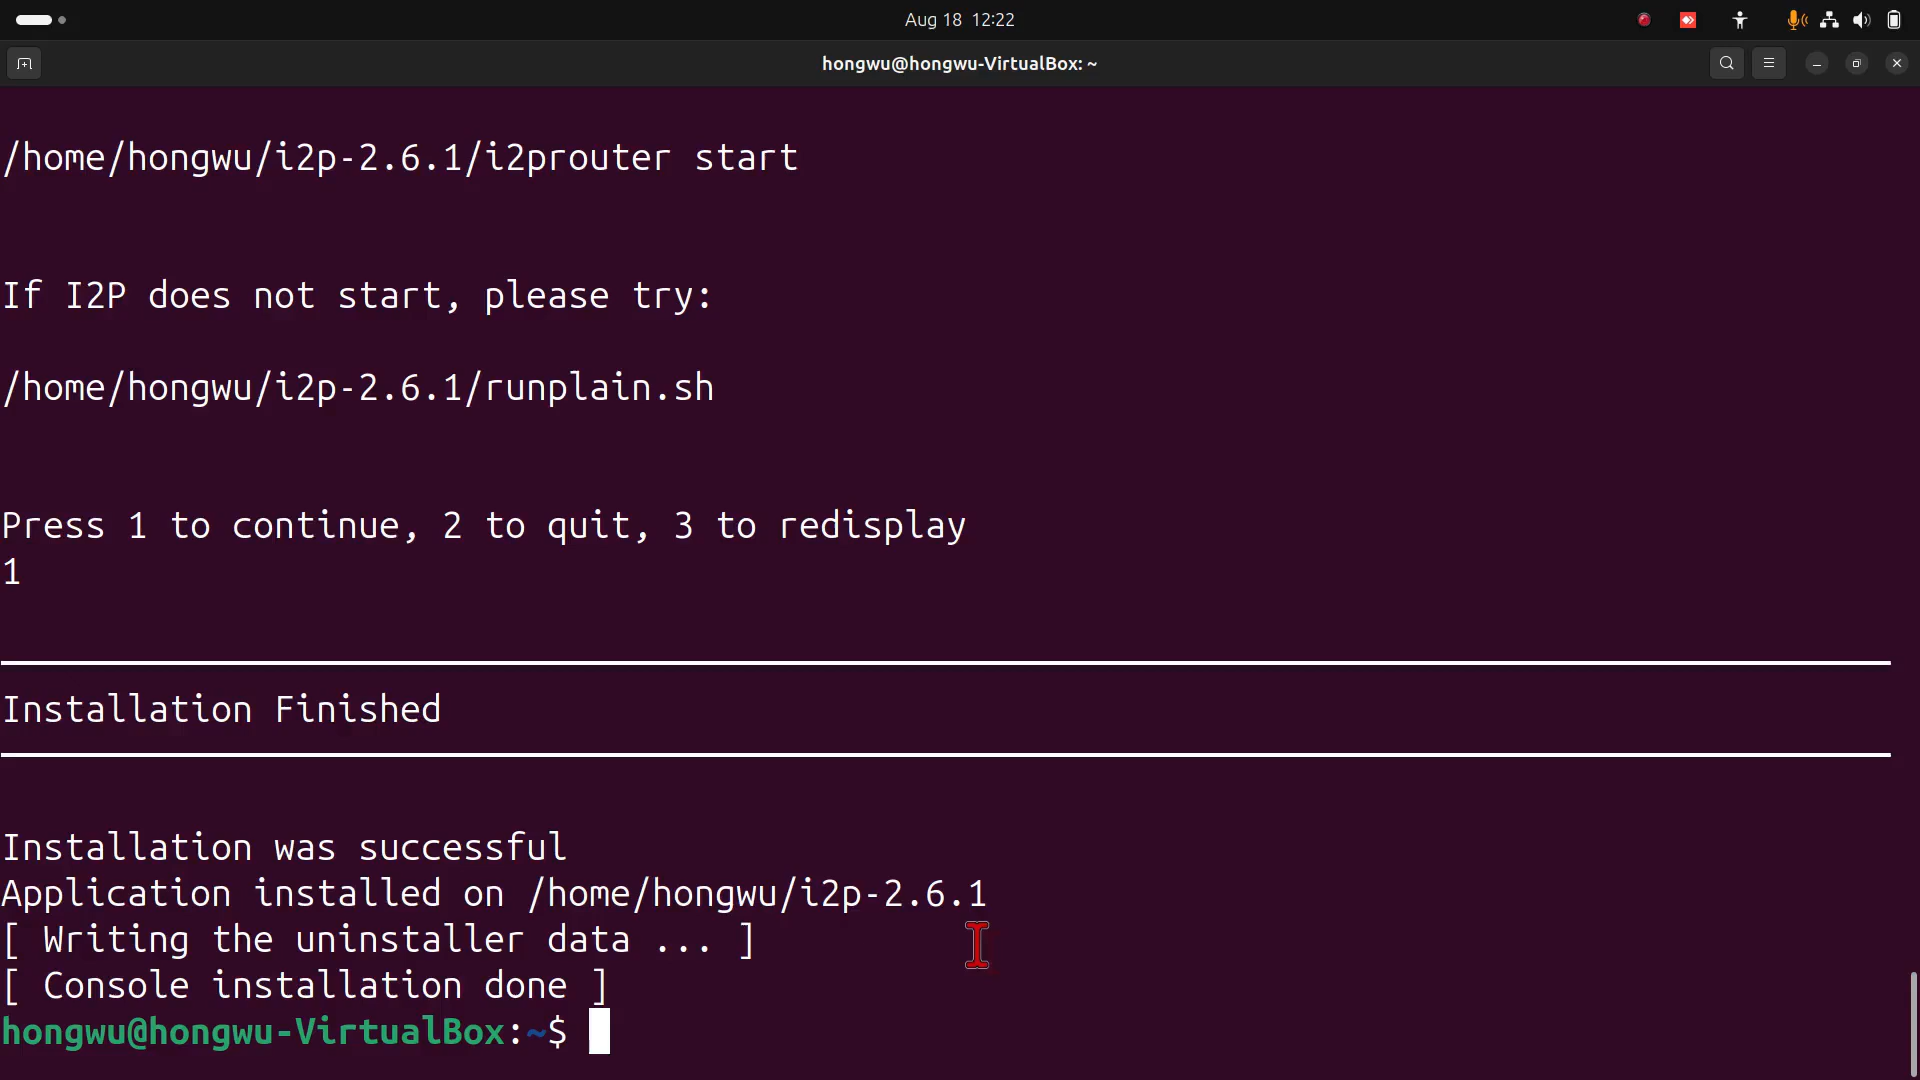 Aug 18 12:22
hongwu@hongwu-VirtualBox: ~
/home/hongwu/i2p-2.6.1/i2prouter start
If I2P does not start, please try:
/home/hongwu/i2p-2.6.1/runplain.sh
Press 1 to continue, 2 to quit, 3 to redisplay
1
Installation Finished
Installation was successful
Application installed on /home/hongwu/i2p-2.6.1
[ Writing the uninstaller data ... ]
[ Console installation done ]
hongwu@hongwu-VirtualBox:~$